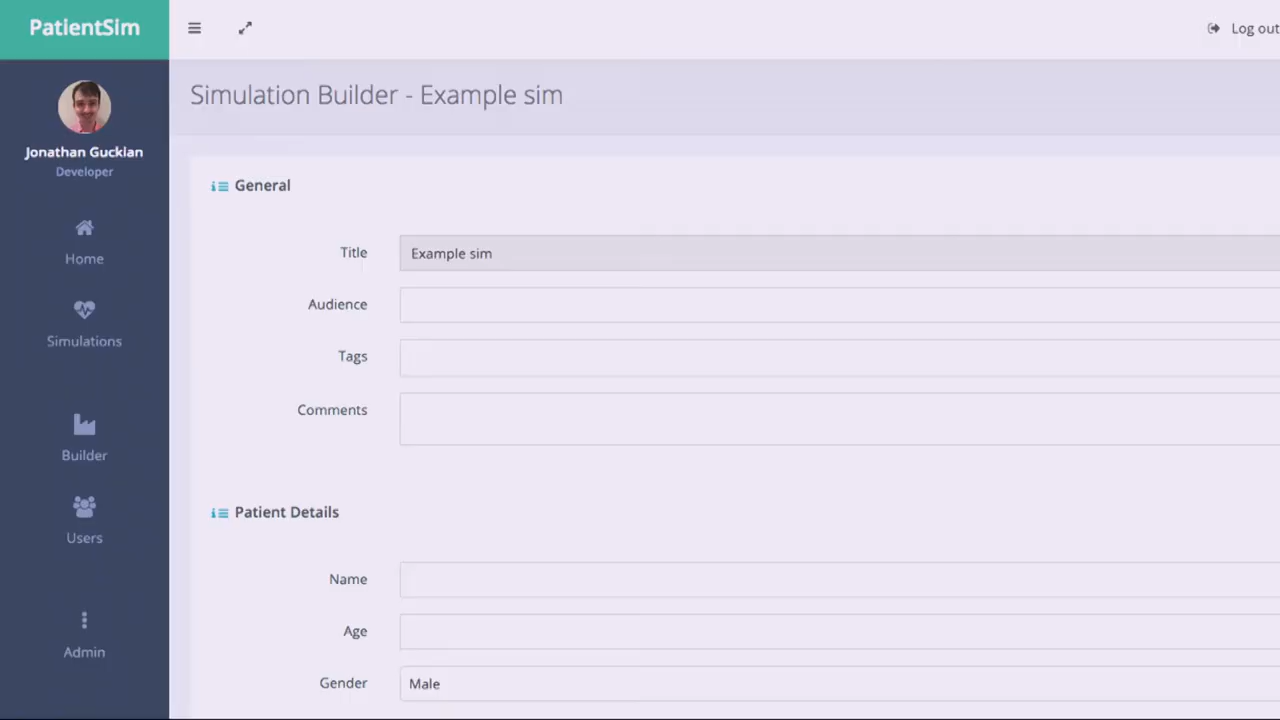 PatientSim
Log out
Jonathan Guckian
Developer
Home
Simulations
Builder
Users
Admin
Simulation Builder - Example sim
General
Title Example sim
Audience
Tags
Comments
Patient Details
Name
Age
Gender Male